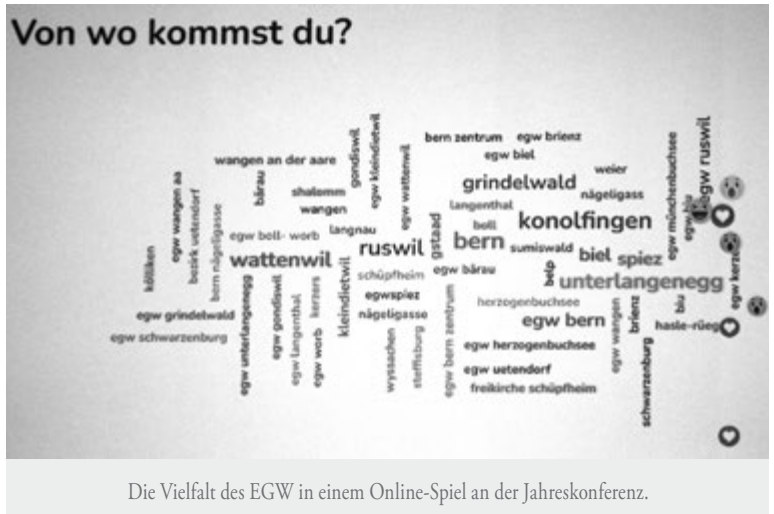 Von wo kommst du?
bern zentrum
egw brienz
egw biel
wangen an der aare
gondiswil
egw kleindietwil
egw wattenwil
weier
egw münchenbuchsee
egw ruswil
egw wangen aa
bezirk uetendorf
bärau
shalomm
wangen
grindelwald
nägeligass
langenthal
boll
konolfingen
kölliken
bern nägeligasse
egw boll- worb
langnau
ruswil
gstaad
bern
sumiswald
biel
spiez
wattenwil
schüpfheim
egw bärau
belp
unterlangenegg
egw grindelwald
egw schwarzenburg
egw unterlangenegg
egw gondiswil
egw langenthal
kerzers
egw worb
kleindietwil
egwspiez
nägeligasse
wyssachen
steffisburg
egw bern zentrum
herzogenbuchsee
egw bern
egw herzogenbuchsee
egw uetendorf
freikirche schüpfheim
egw wangen
brienz
schwarzenburg
biu
hasle-rüeg
egw kerze
Die Vielfalt des EGW in einem Online-Spiel an der Jahreskonferenz.